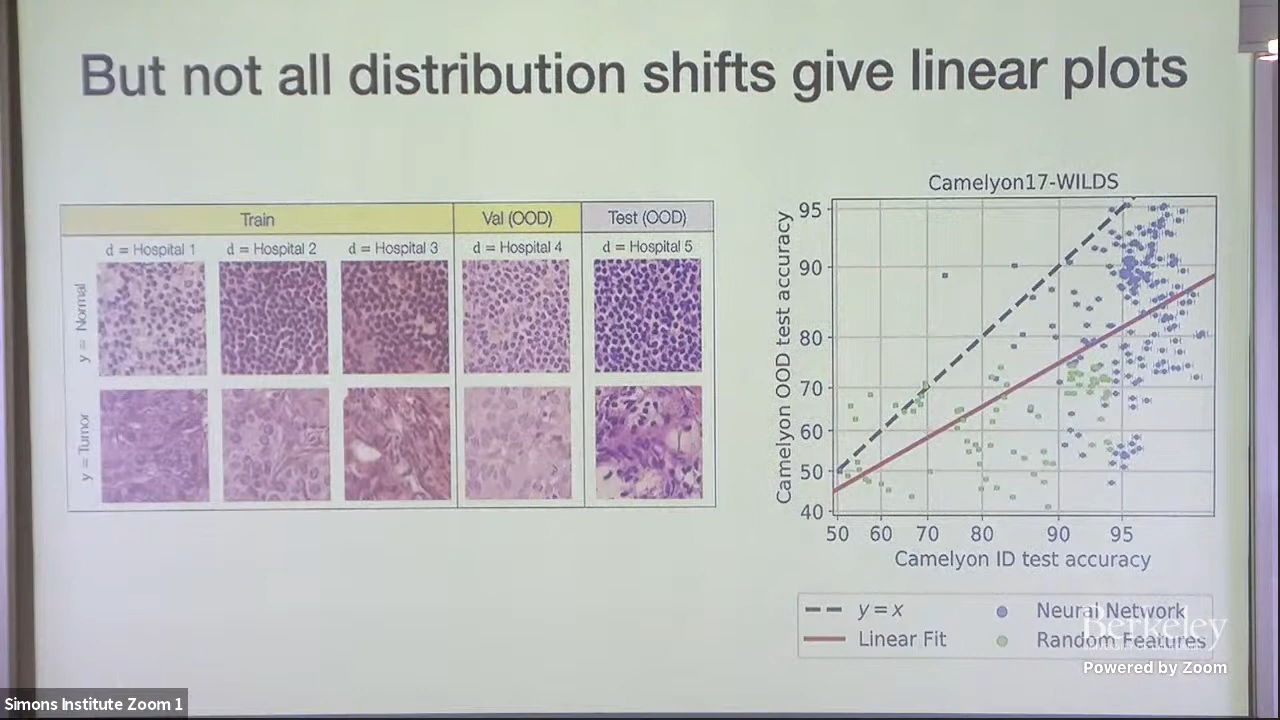 But not all distribution shifts give linear plots
Train
Val (OOD)
Test (OOD)
d = Hospital 1
d = Hospital 2
d = Hospital 3
d = Hospital 4
d = Hospital 5
y = Normal
y = Tumor
Camelyon17-WILDS
Camelyon OOD test accuracy
95
90
80
70
60
50
40
50 60 70 80 90 95
Camelyon ID test accuracy
y = x
Neural Network
Linear Fit
Random Features
Berkeley
Powered by Zoom
Simons Institute Zoom 1